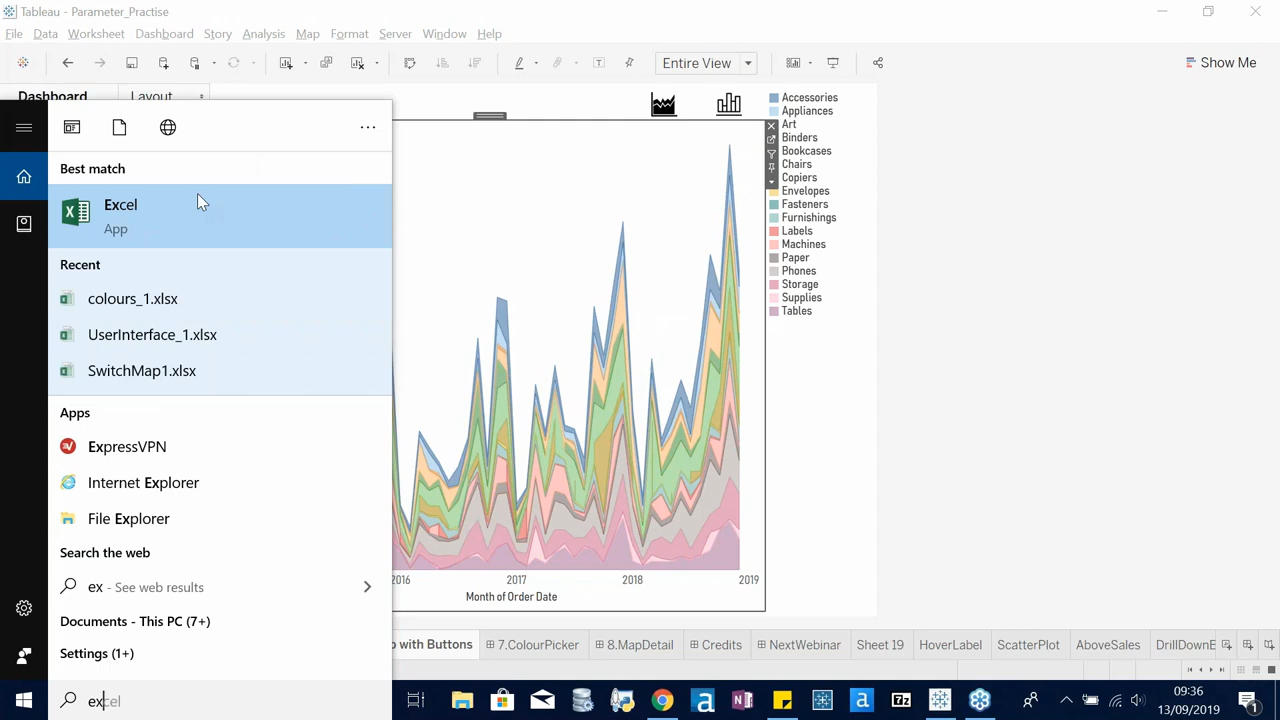 Tableau - Parameter_Practise
File Data Worksheet Dashboard Story Analysis Map Format Server Window Help
Entire View
Show Me
Dashboard Layout
Best match
Excel
App
Recent
colours_1.xlsx
UserInterface_1.xlsx
SwitchMap1.xlsx
Apps
ExpressVPN
Internet Explorer
File Explorer
Search the web
ex - See web results
Documents - This PC (7+)
Settings (1+)
excel
Accessories
Appliances
Art
Binders
Bookcases
Chairs
Copiers
Envelopes
Fasteners
Furnishings
Labels
Machines
Paper
Phones
Storage
Supplies
Tables
2016 2017 2018 2019
Month of Order Date
p with Buttons 7.ColourPicker 8.MapDetail Credits NextWebinar Sheet 19 HoverLabel ScatterPlot AboveSales DrillDownE
a N 7z a
09:36
13/09/2019
1